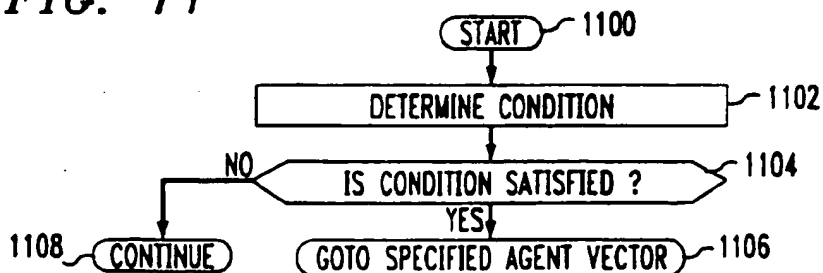 FIG. 11
START 1100
DETERMINE CONDITION 1102
1104
NO IS CONDITION SATISFIED ?
YES
1108 CONTINUE GOTO SPECIFIED AGENT VECTOR 1106